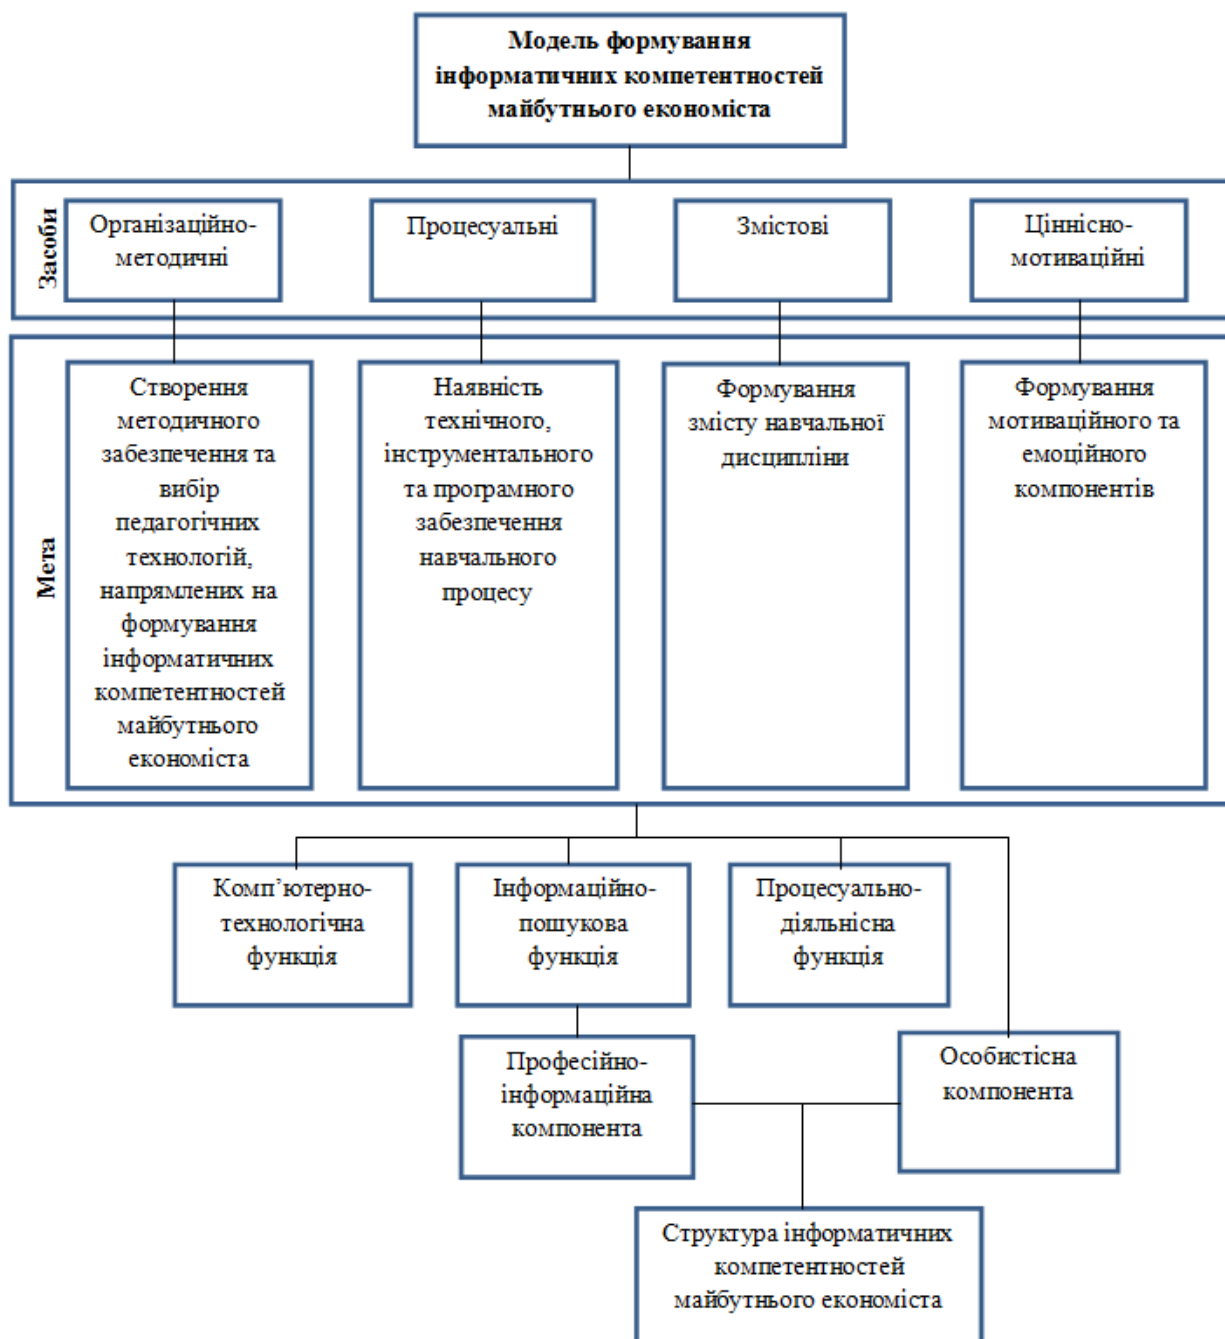 Модель формування
інформатичних компетентностей
майбутнього економіста
Засоби
Організаційно-
методичні
Процесуальні
Змістові
Ціннісно-
мотиваційні
Мета
Створення
методичного
забезпечення та
вибір
педагогічних
технологій,
напрямлених на
формування
інформатичних
компетентностей
майбутнього
економіста
Наявність
технічного,
інструментального
та програмного
забезпечення
навчального
процесу
Формування
змісту навчальної
дисципліни
Формування
мотиваційного та
емоційного
компонентів
Комп’ютерно-
технологічна
функція
Інформаційно-
пошукова
функція
Процесуально-
діяльнісна
функція
Професійно-
інформаційна
компонента
Особистісна
компонента
Структура інформатичних
компетентностей
майбутнього економіста